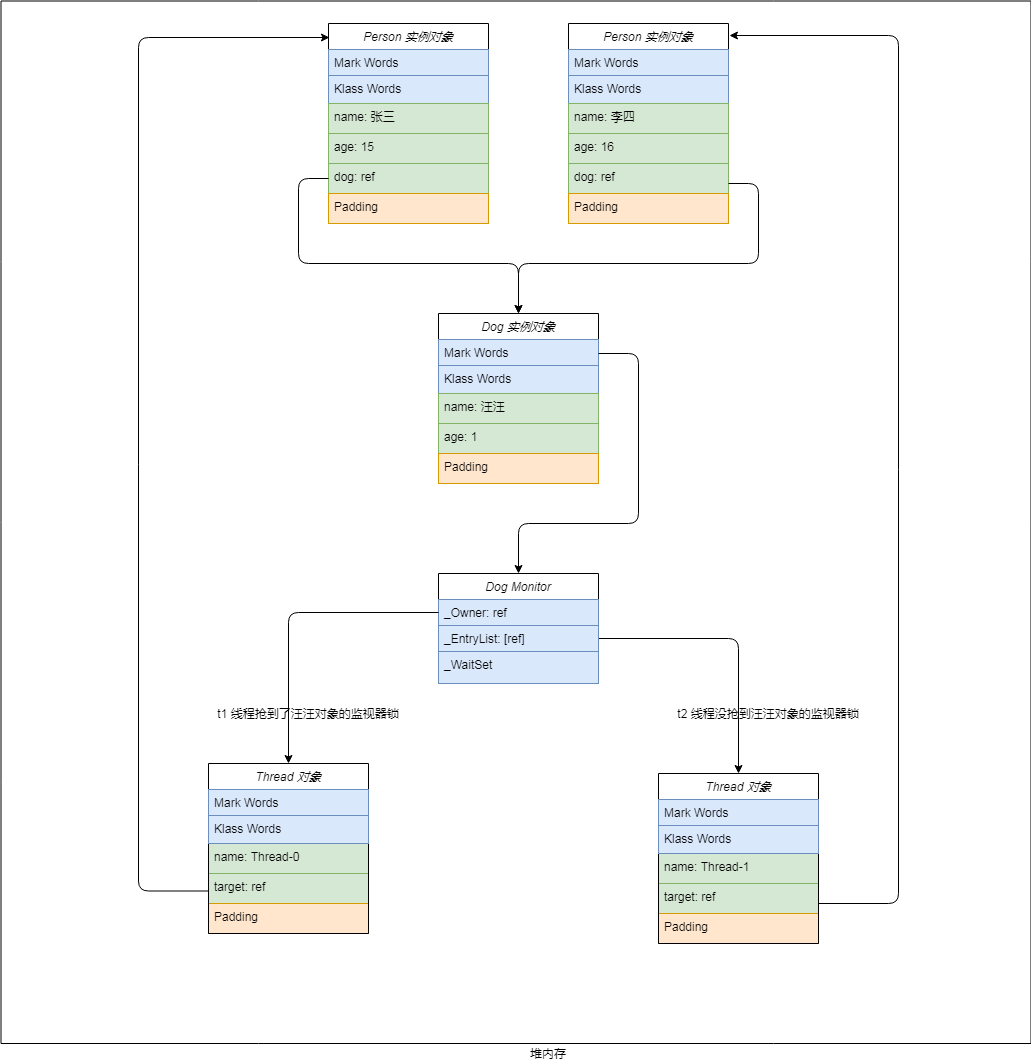 Person 实例对象
Mark Words
Klass Words
name: 张三
age: 15
dog: ref
Padding
Person 实例对象
Mark Words
Klass Words
name: 李四
age: 16
dog: ref
Padding
Dog 实例对象
Mark Words
Klass Words
name: 汪汪
age: 1
Padding
Dog Monitor
_Owner: ref
_EntryList: [ref]
_WaitSet
t1 线程抢到了汪汪对象的监视器锁
t2 线程没抢到汪汪对象的监视器锁
Thread 对象
Mark Words
Klass Words
name: Thread-0
target: ref
Padding
Thread 对象
Mark Words
Klass Words
name: Thread-1
target: ref
Padding
堆内存